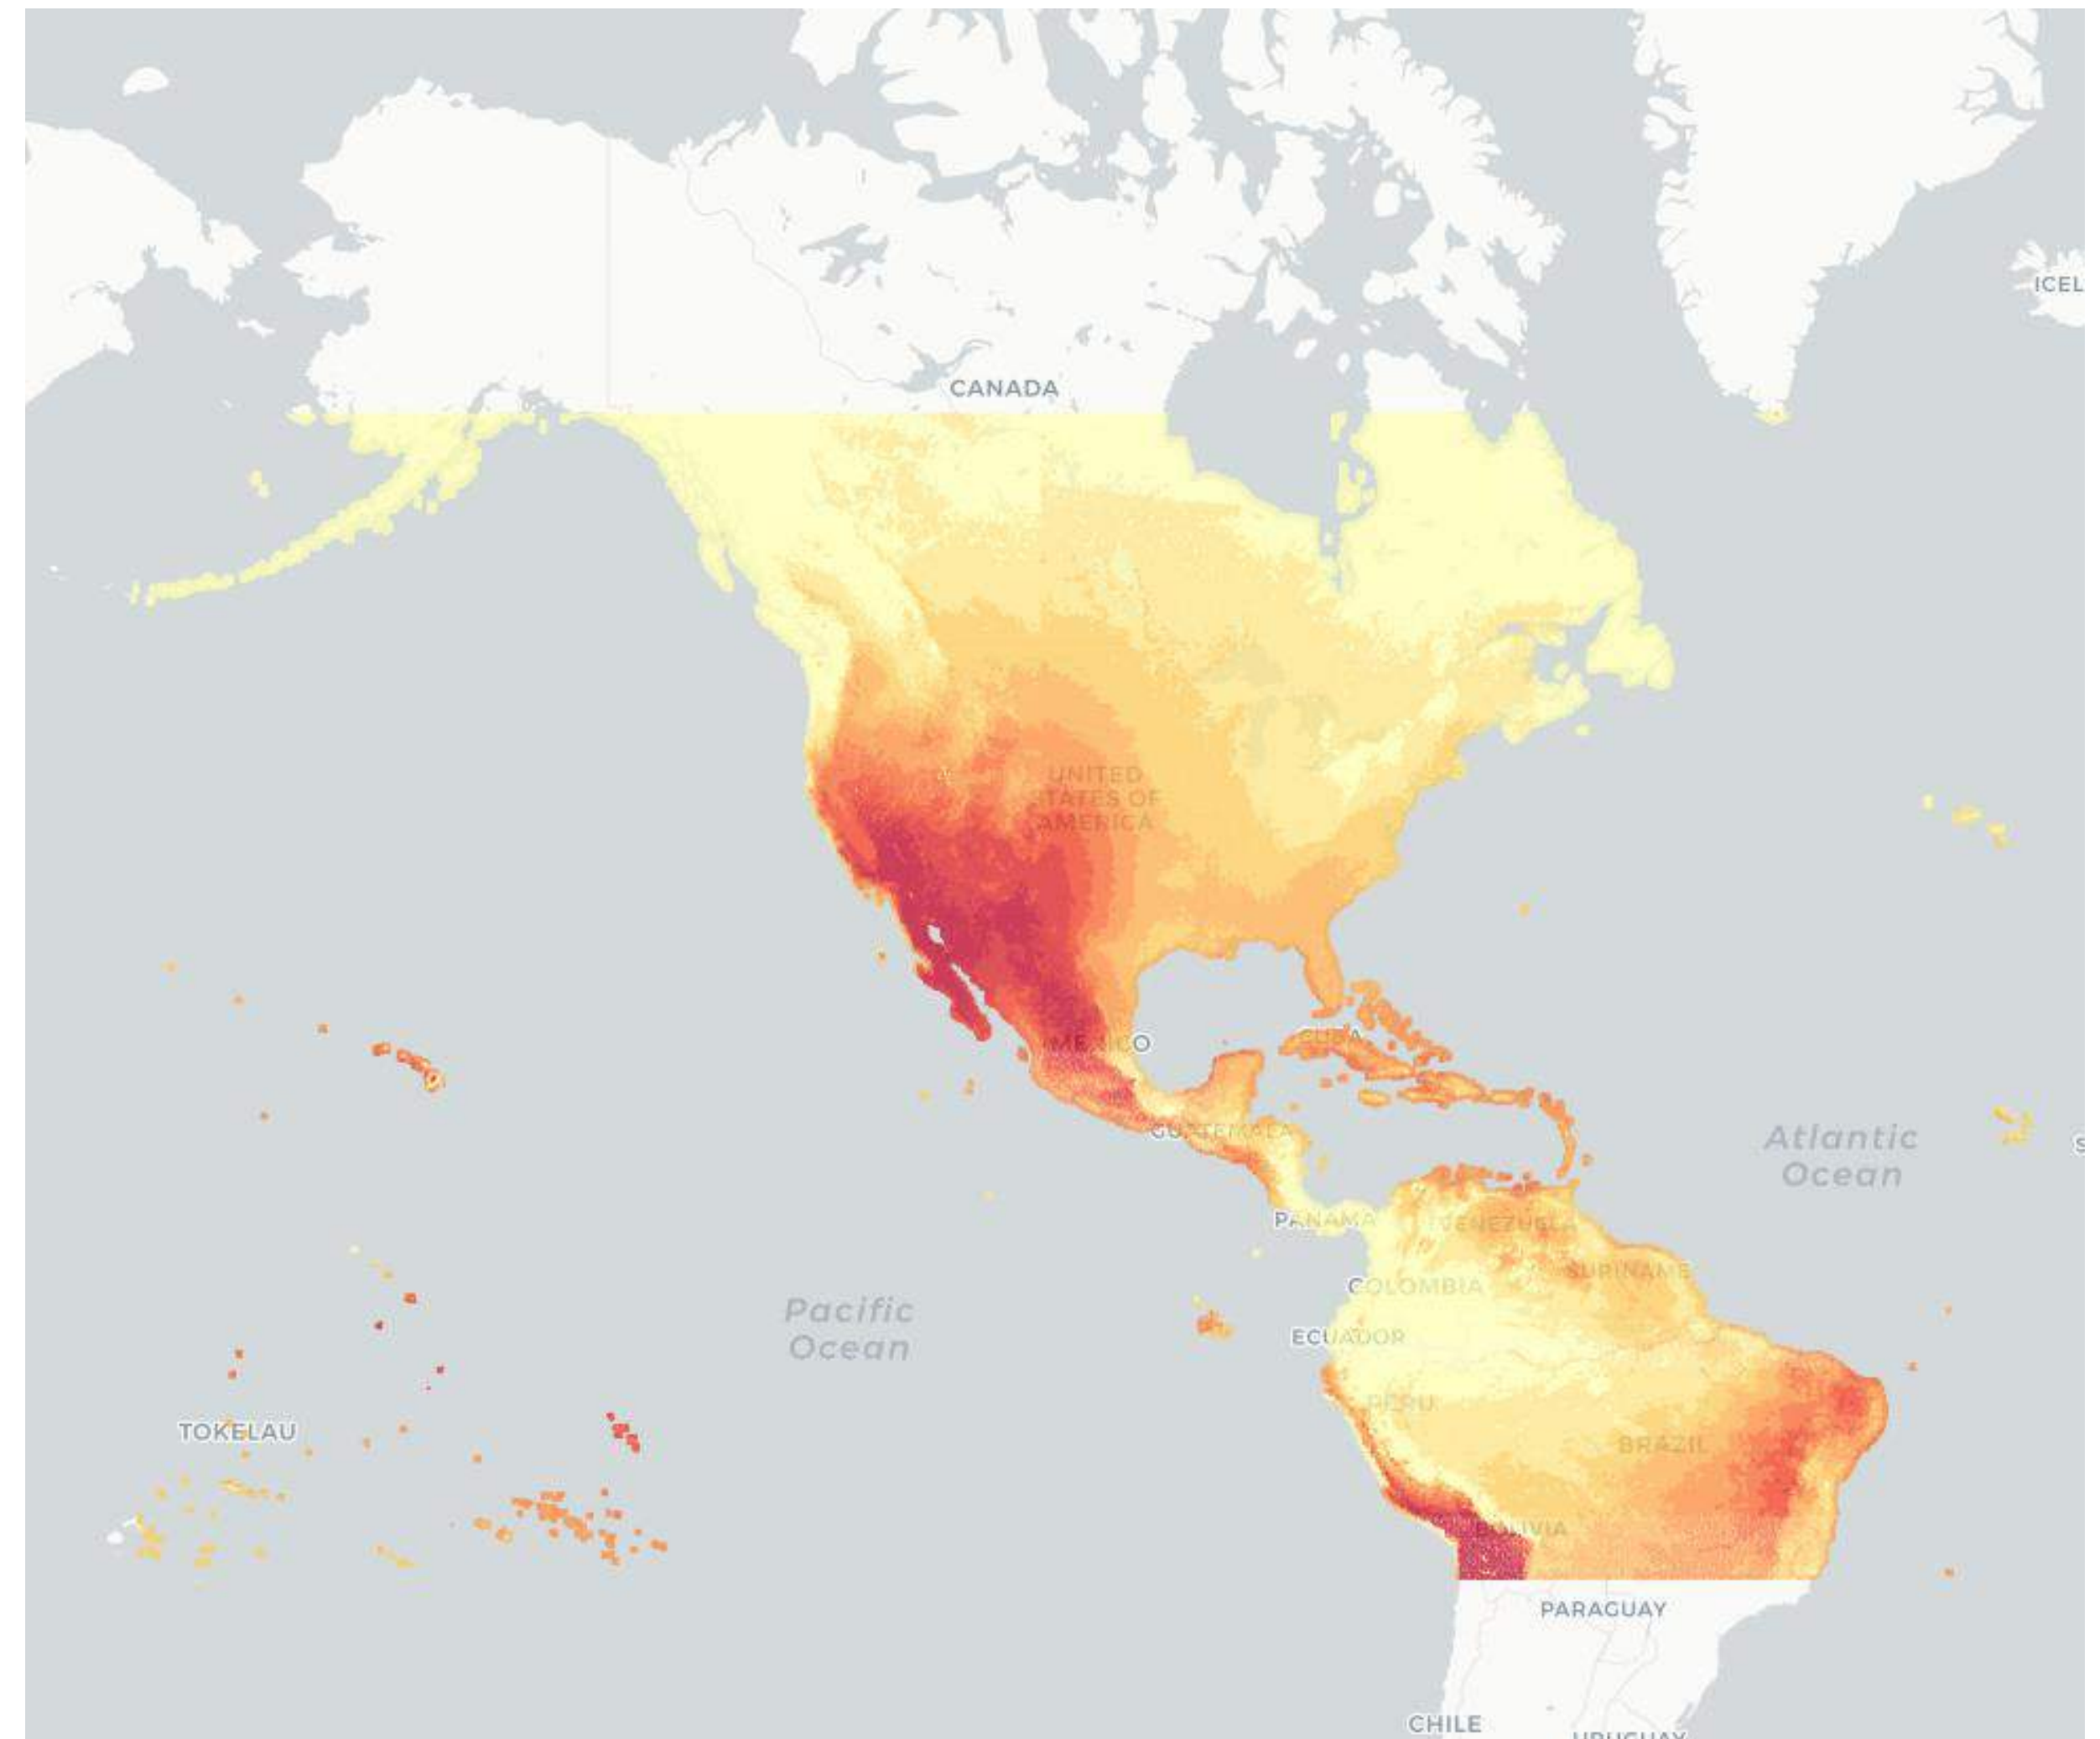 ICEL
CANADA
UNITED
STATES OF
AMERICA
MEXICO
CUBA
GUATEMALA
Atlantic
Ocean
S
PANAMA
VENEZUELA
SURINAME
COLOMBIA
Pacific
Ocean
ECUADOR
PERU
TOKELAU
BRAZIL
BOLIVIA
PARAGUAY
CHILE
URUGUAY